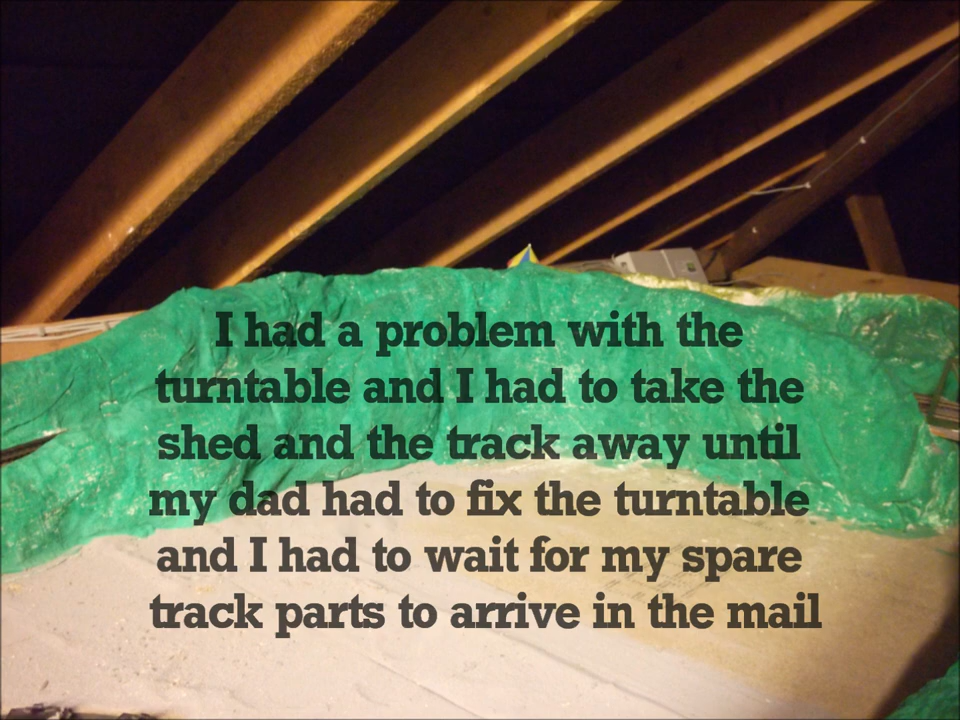 I had a problem with the
turntable and I had to take the
shed and the track away until
my dad had to fix the turntable
and I had to wait for my spare
track parts to arrive in the mail